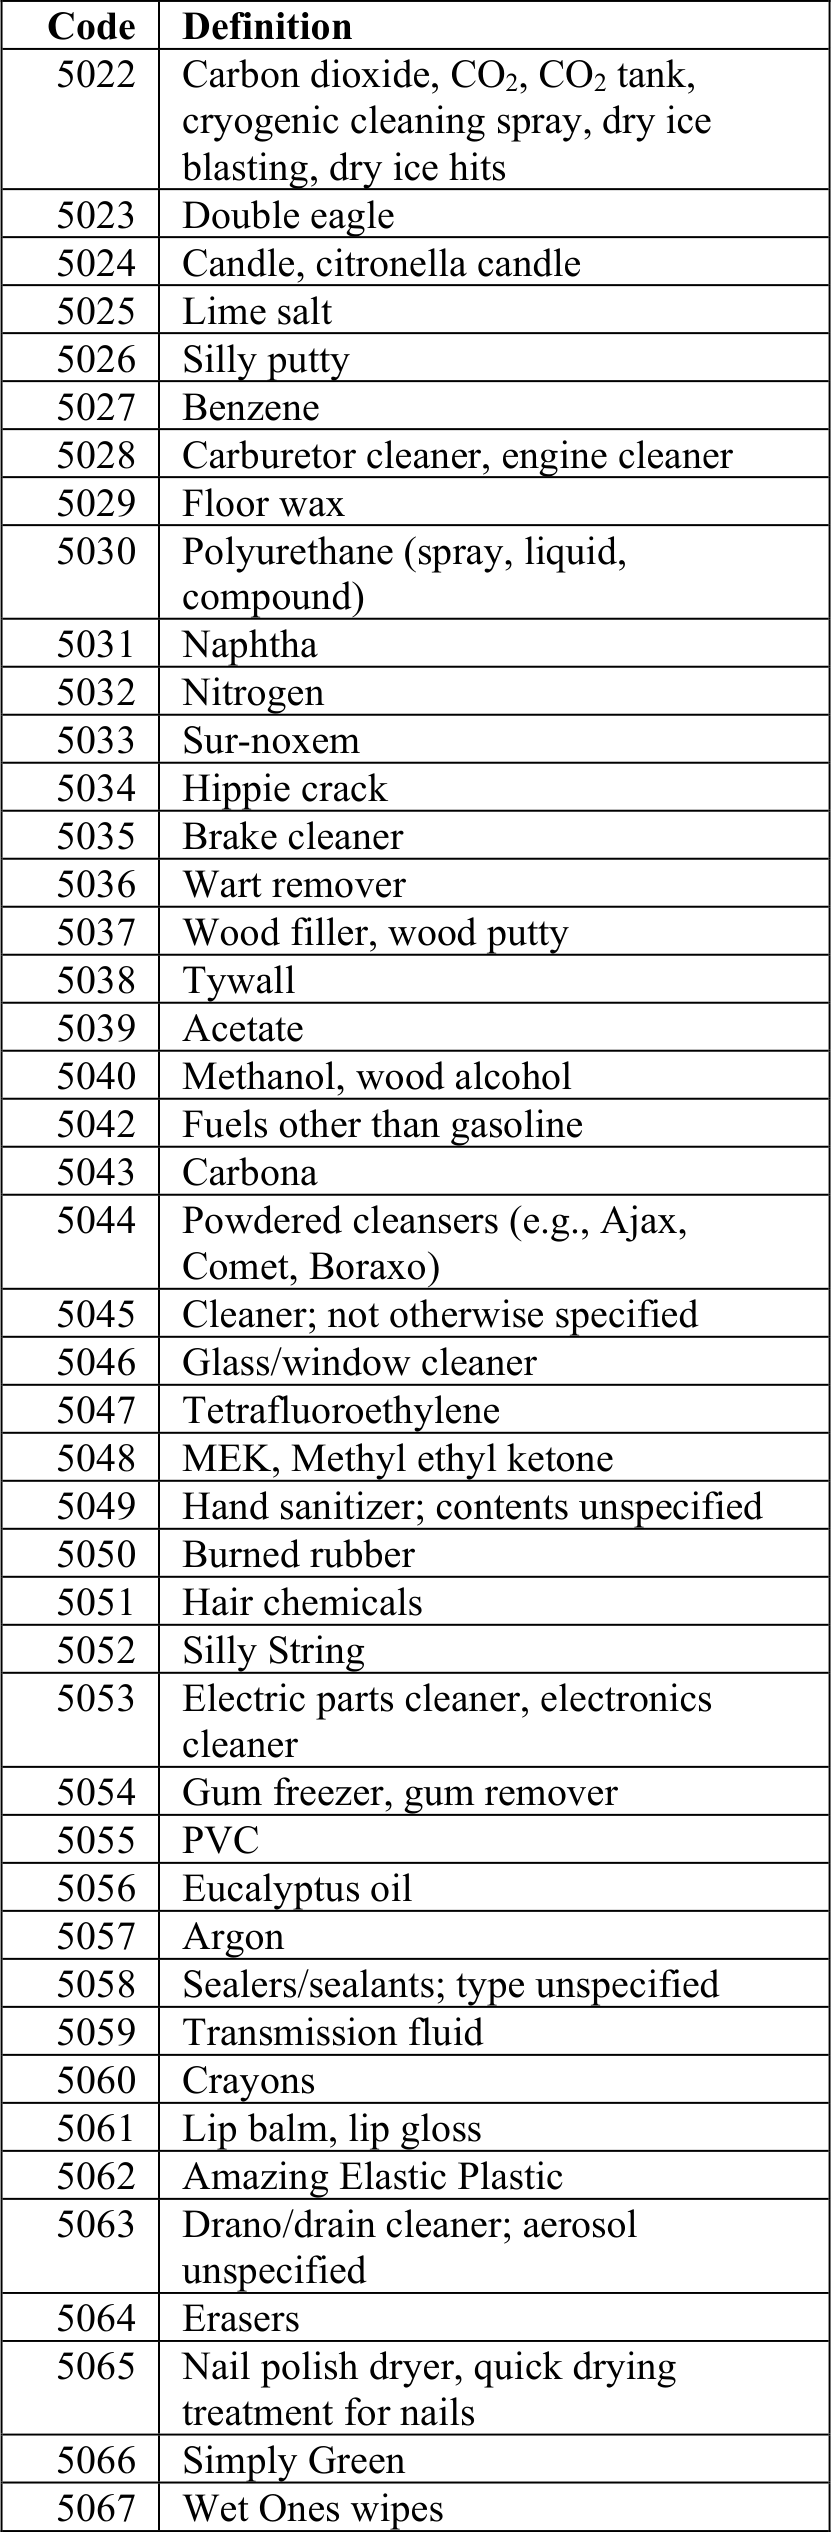 Code Definition
5022 Carbon dioxide, CO₂, CO₂ tank,
cryogenic cleaning spray, dry ice
blasting, dry ice hits
5023 Double eagle
5024 Candle, citronella candle
5025 Lime salt
5026 Silly putty
5027 Benzene
5028 Carburetor cleaner, engine cleaner
5029 Floor wax
5030 Polyurethane (spray, liquid,
compound)
5031 Naphtha
5032 Nitrogen
5033 Sur-noxem
5034 Hippie crack
5035 Brake cleaner
5036 Wart remover
5037 Wood filler, wood putty
5038 Tywall
5039 Acetate
5040 Methanol, wood alcohol
5042 Fuels other than gasoline
5043 Carbona
5044 Powdered cleansers (e.g., Ajax,
Comet, Boraxo)
5045 Cleaner; not otherwise specified
5046 Glass/window cleaner
5047 Tetrafluoroethylene
5048 MEK, Methyl ethyl ketone
5049 Hand sanitizer; contents unspecified
5050 Burned rubber
5051 Hair chemicals
5052 Silly String
5053 Electric parts cleaner, electronics
cleaner
5054 Gum freezer, gum remover
5055 PVC
5056 Eucalyptus oil
5057 Argon
5058 Sealers/sealants; type unspecified
5059 Transmission fluid
5060 Crayons
5061 Lip balm, lip gloss
5062 Amazing Elastic Plastic
5063 Drano/drain cleaner; aerosol
unspecified
5064 Erasers
5065 Nail polish dryer, quick drying
treatment for nails
5066 Simply Green
5067 Wet Ones wipes